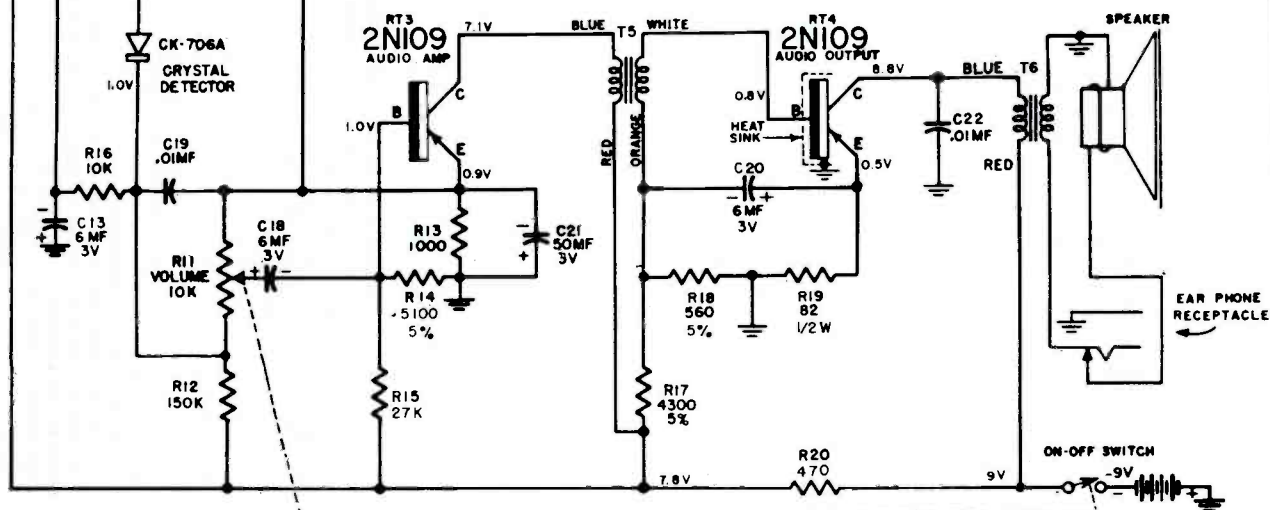 CK-706A
CRYSTAL
DETECTOR
1.0V
R16
10K
C19
.01MF
-
+
C13
6MF
3V
R11
VOLUME
10K
C18
6MF
3V
+ -
R12
150K
RT3
2N109
AUDIO AMP
7.1V
C
B
1.0V
E
0.9V
R13
1000
-
+
C21
50MF
3V
R14
5100
5%
R15
27K
BLUE
T5
WHITE
RED
ORANGE
RT4
2N109
AUDIO OUTPUT
8.8V
C
0.8V
B
HEAT
SINK
E
0.5V
C20
- +
6MF
3V
R18
560
5%
R19
82
1/2 W
R17
4300
5%
7.8V
R20
470
C22
.01MF
BLUE
T6
RED
SPEAKER
EAR PHONE
RECEPTACLE
ON-OFF SWITCH
9V
-9V
- +